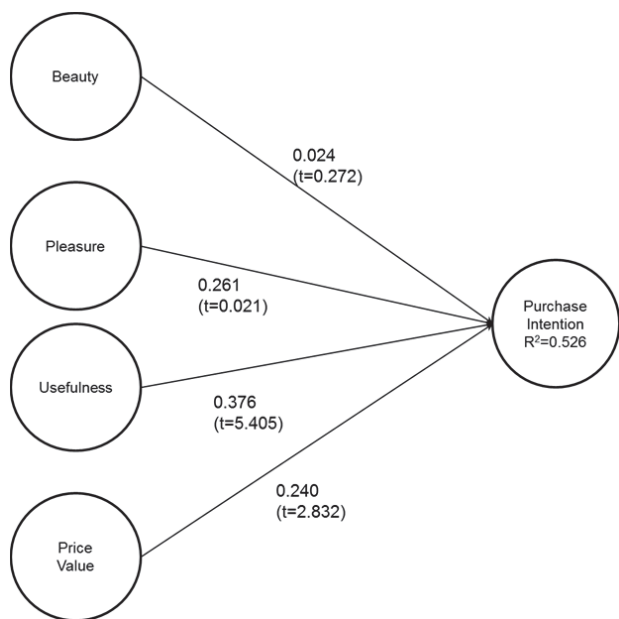 Beauty
0.024
(t=0.272)
Pleasure
0.261
(t=0.021)
Purchase
Intention
R²=0.526
Usefulness
0.376
(t=5.405)
0.240
(t=2.832)
Price
Value